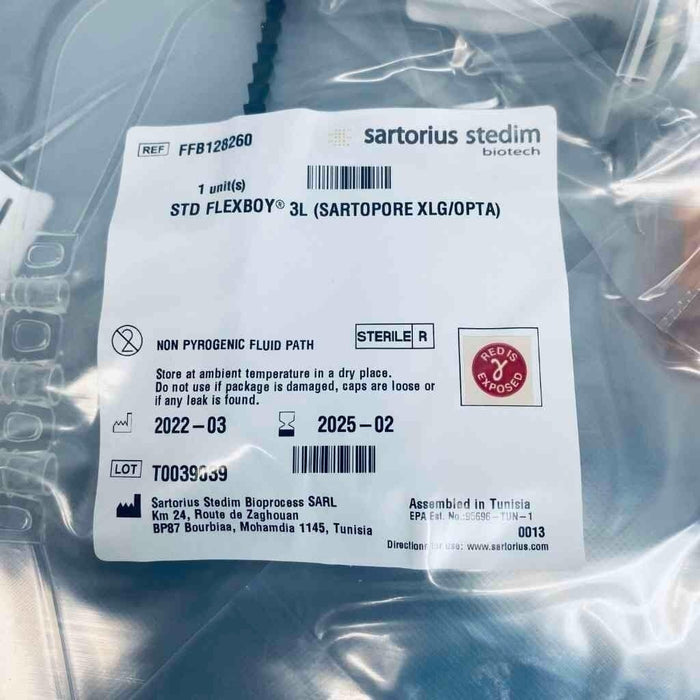 REF FFB128260
sartorius stedim
biotech
1 unit(s)
STD FLEXBOY® 3L (SARTOPORE XLG/OPTA)
2
NON PYROGENIC FLUID PATH
STERILE R
RED IS
γ
EXPOSED
Store at ambient temperature in a dry place.
Do not use if package is damaged, caps are loose or
if any leak is found.
2022-03
2025-02
LOT T0039039
Sartorius Stedim Bioprocess SARL
Km 24, Route de Zaghouan
BP87 Bourbiaa, Mohamdia 1145, Tunisia
Assembled in Tunisia
EPA Est. No.:95696-TUN-1
0013
Directions for use: www.sartorius.com